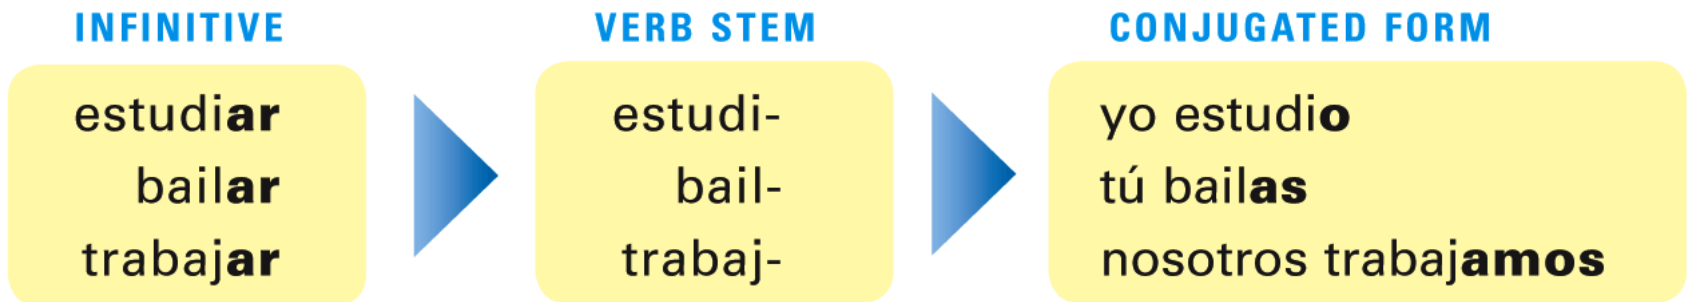 INFINITIVE VERB STEM CONJUGATED FORM
estudiar estudi- yo estudio
bailar bail- tú bailas
trabajar trabaj- nosotros trabajamos